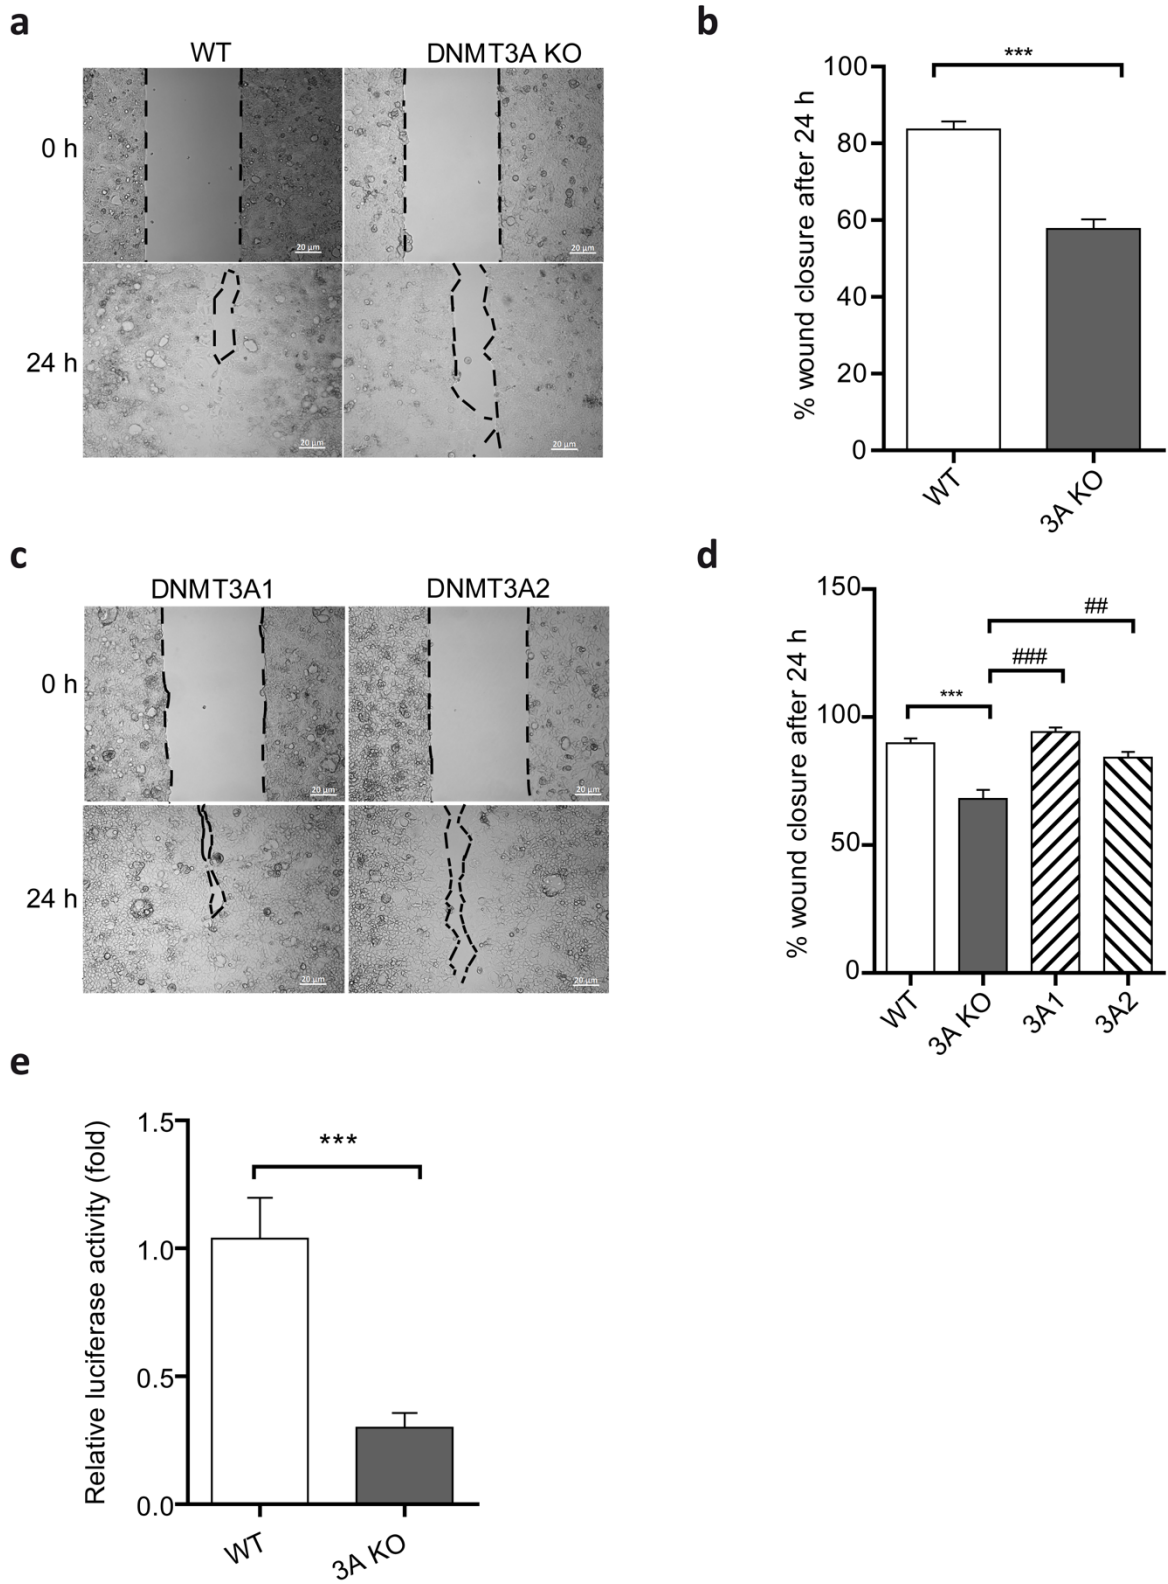 a
WT
DNMT3A KO
0 h
20 µm
20 µm
24 h
20 µm
20 µm
b
% wound closure after 24 h
100
80
60
40
20
0
***
WT
3A KO
c
DNMT3A1
DNMT3A2
0 h
20 µm
20 µm
24 h
20 µm
20 µm
d
% wound closure after 24 h
150
100
50
0
##
###
***
WT
3A KO
3A1
3A2
e
Relative luciferase activity (fold)
1.5
1.0
0.5
0.0
***
WT
3A KO